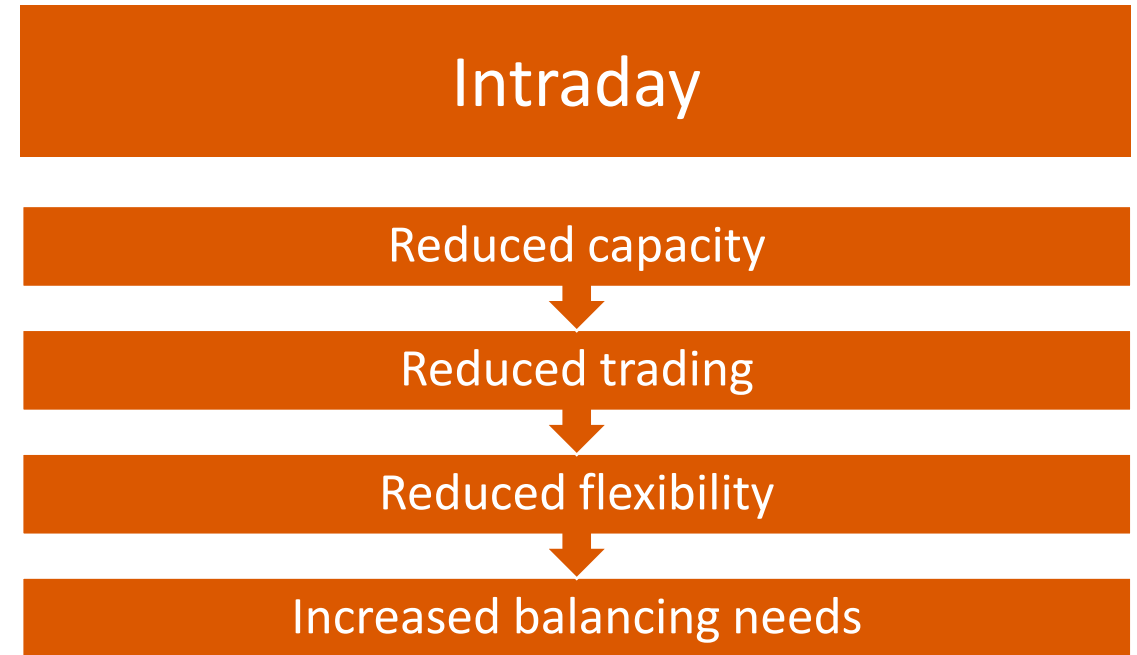 Intraday
Reduced capacity
Reduced trading
Reduced flexibility
Increased balancing needs